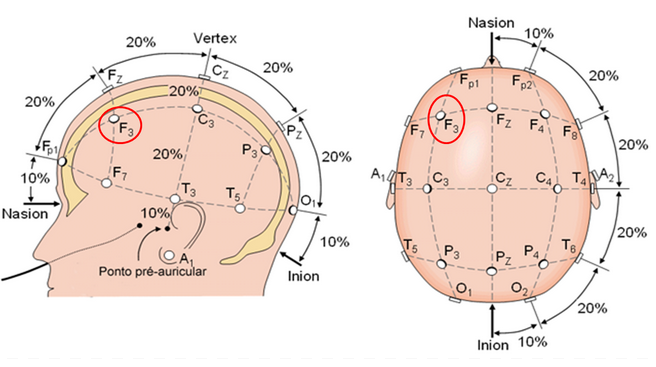 Vertex
20%
20%
Fz
Cz
20%
20%
F3
C3
Pz
20%
Fp1
10%
20%
P3
20%
F7
T3
T5
O1
Nasion
10%
A1
10%
Ponto pré-auricular
Inion
Nasion
10%
Fp1
Fp2
20%
F7
F3
Fz
F4
F8
20%
A1
T3
C3
Cz
C4
T4
A2
20%
T5
P3
Pz
P4
T6
O1
O2
20%
Inion
10%